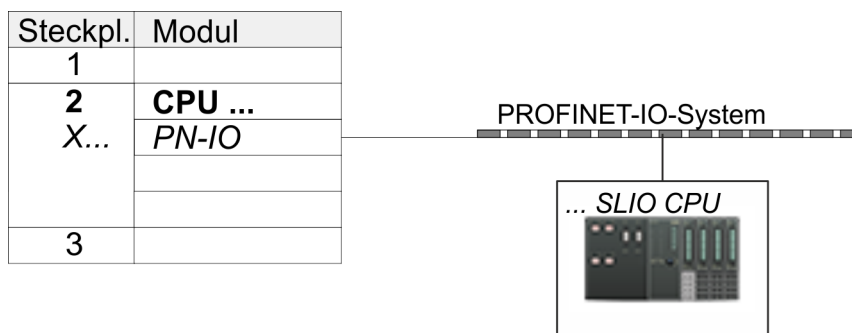 Steckpl. Modul
1
2 CPU ...
X... PN-IO
3
PROFINET-IO-System
... SLIO CPU